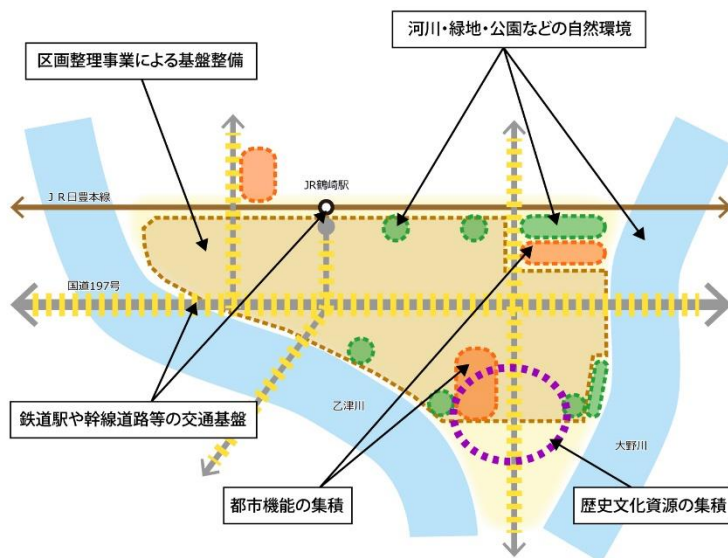 河川・緑地・公園などの自然環境
区画整理事業による基盤整備
JR鶴崎駅
ＪＲ日豊本線
国道197号
鉄道駅や幹線道路等の交通基盤
乙津川
大野川
都市機能の集積
歴史文化資源の集積